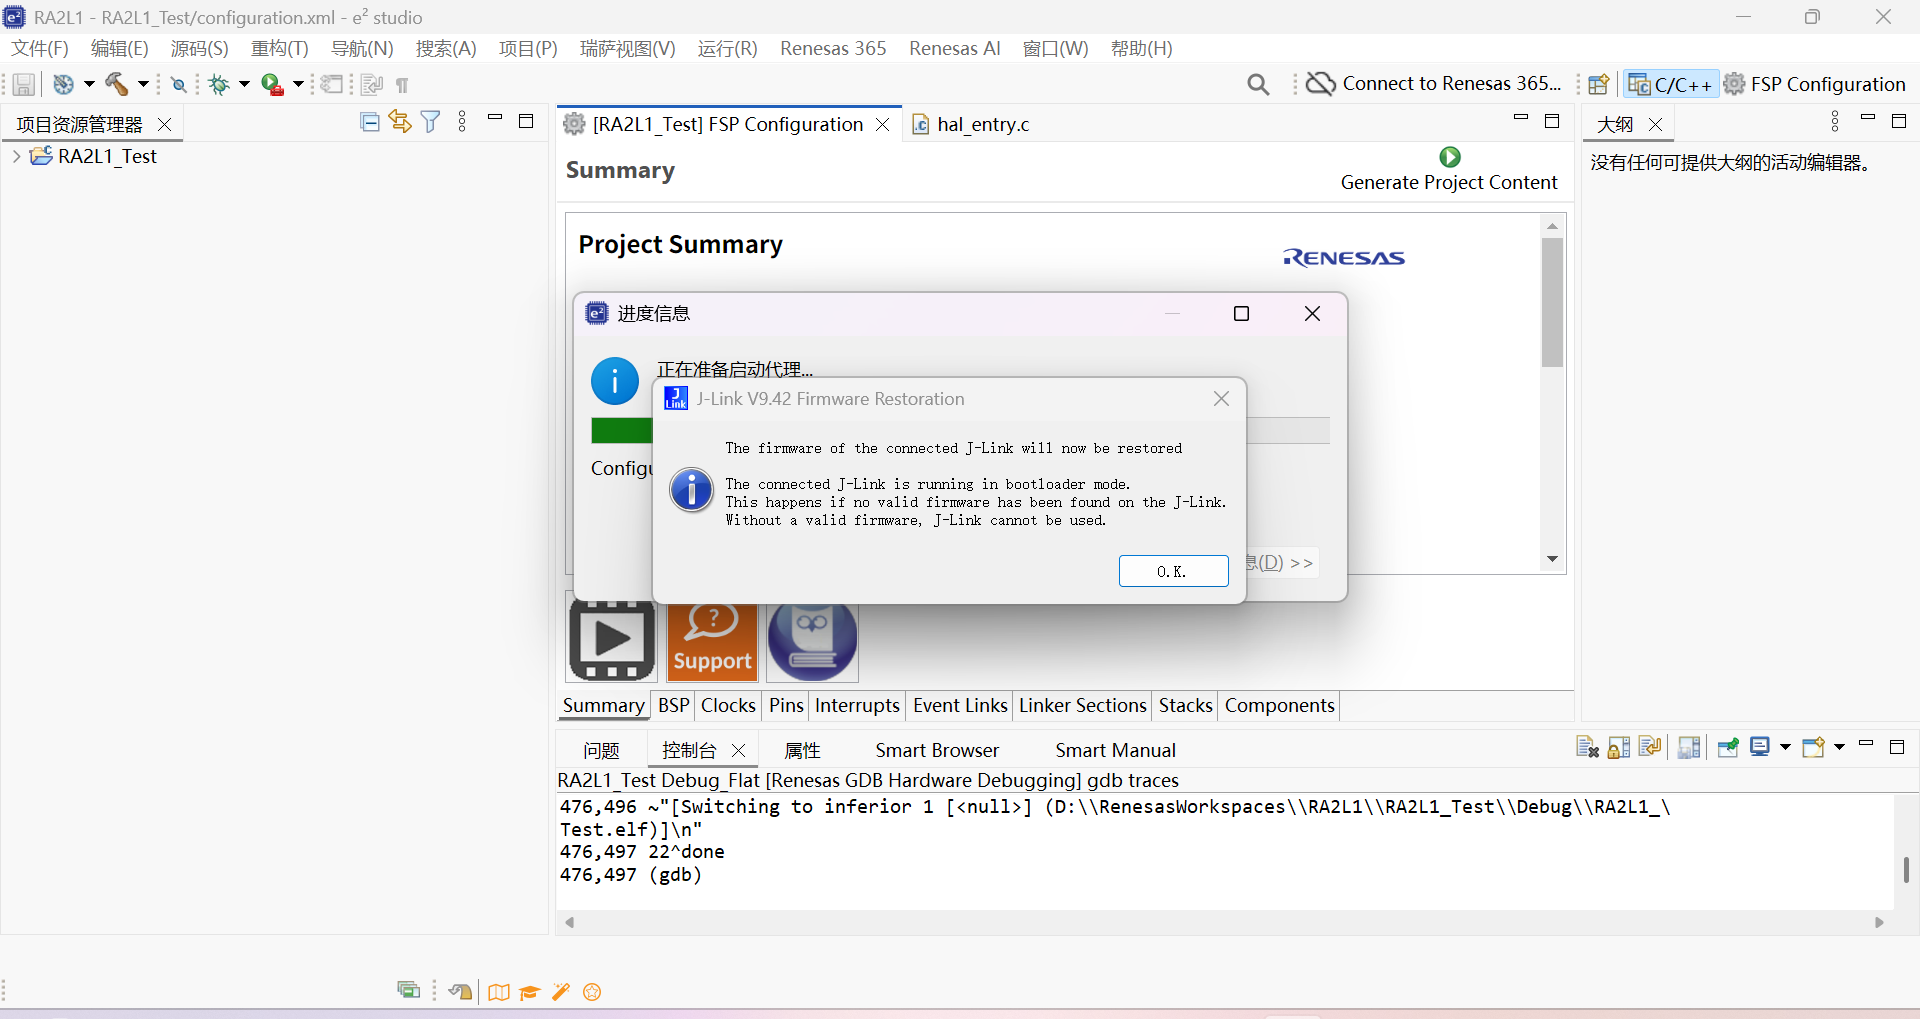 RA2L1 - RA2L1_Test/configuration.xml - e² studio
文件(F) 编辑(E) 源码(S) 重构(T) 导航(N) 搜索(A) 项目(P) 瑞萨视图(V) 运行(R) Renesas 365 Renesas AI 窗口(W) 帮助(H)
Connect to Renesas 365... C/C++ FSP Configuration
项目资源管理器
RA2L1_Test
[RA2L1_Test] FSP Configuration hal_entry.c
大纲
没有任何可提供大纲的活动编辑器。
Summary
Generate Project Content
Project Summary
RENESAS
进度信息
正在准备启动代理...
J-Link V9.42 Firmware Restoration
The firmware of the connected J-Link will now be restored
The connected J-Link is running in bootloader mode.
This happens if no valid firmware has been found on the J-Link.
Without a valid firmware, J-Link cannot be used.
O.K.
Configu
息(D) >>
Support
Summary BSP Clocks Pins Interrupts Event Links Linker Sections Stacks Components
问题 控制台 属性 Smart Browser Smart Manual
RA2L1_Test Debug_Flat [Renesas GDB Hardware Debugging] gdb traces
476,496 ~"[Switching to inferior 1 [<null>] (D:\\RenesasWorkspaces\\RA2L1\\RA2L1_Test\\Debug\\RA2L1_\
Test.elf)]\n"
476,497 22^done
476,497 (gdb)